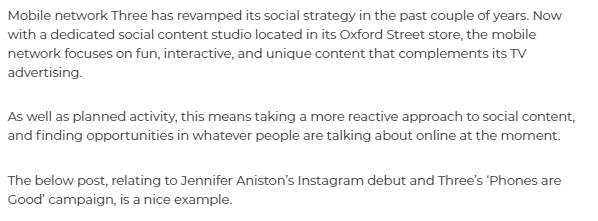 Mobile network Three has revamped its social strategy in the past couple of years. Now
with a dedicated social content studio located in its Oxford Street store, the mobile
network focuses on fun, interactive, and unique content that complements its TV
advertising.
As well as planned activity, this means taking a more reactive approach to social content,
and finding opportunities in whatever people are talking about online at the moment.
The below post, relating to Jennifer Aniston’s Instagram debut and Three’s ‘Phones are
Good’ campaign, is a nice example.